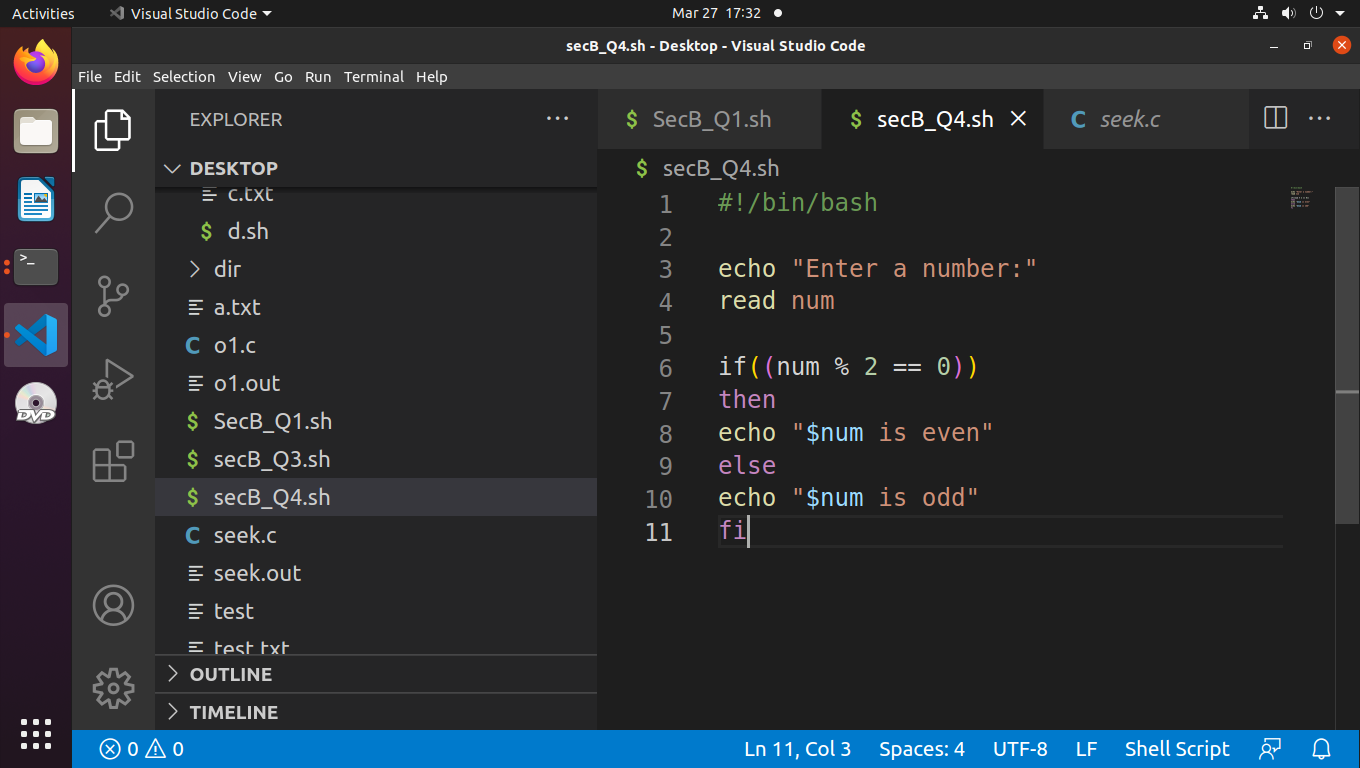 Activities Visual Studio Code Mar 27 17:32
secB_Q4.sh - Desktop - Visual Studio Code
File Edit Selection View Go Run Terminal Help
EXPLORER
DESKTOP
c.txt
$ d.sh
dir
a.txt
C o1.c
o1.out
$ SecB_Q1.sh
$ secB_Q3.sh
$ secB_Q4.sh
C seek.c
seek.out
test
test.txt
OUTLINE
TIMELINE
$ SecB_Q1.sh $ secB_Q4.sh C seek.c
$ secB_Q4.sh
1 #!/bin/bash
2
3 echo "Enter a number:"
4 read num
5
6 if((num % 2 == 0))
7 then
8 echo "$num is even"
9 else
10 echo "$num is odd"
11 fi
>_
DVD
0 0 Ln 11, Col 3 Spaces: 4 UTF-8 LF Shell Script